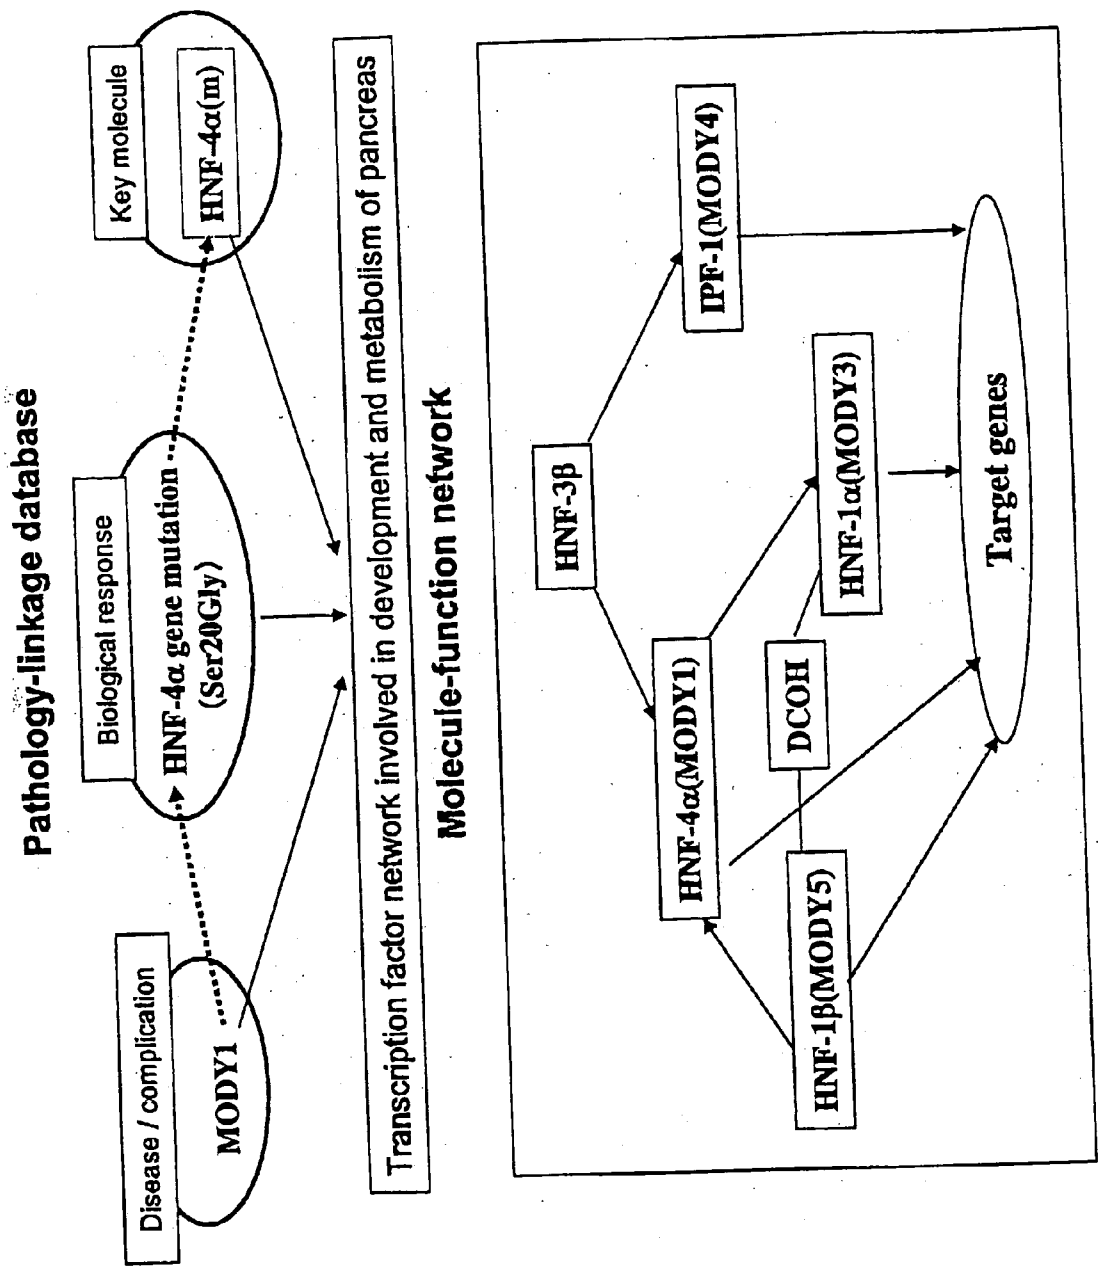 Pathology-linkage database
Disease / complication
Biological response
Key molecule
MODY1
HNF-4α gene mutation
(Ser20Gly)
HNF-4α(m)
Transcription factor network involved in development and metabolism of pancreas
Molecule-function network
HNF-3β
HNF-4α(MODY1)
IPF-1(MODY4)
DCOH
HNF-1β(MODY5)
HNF-1α(MODY3)
Target genes